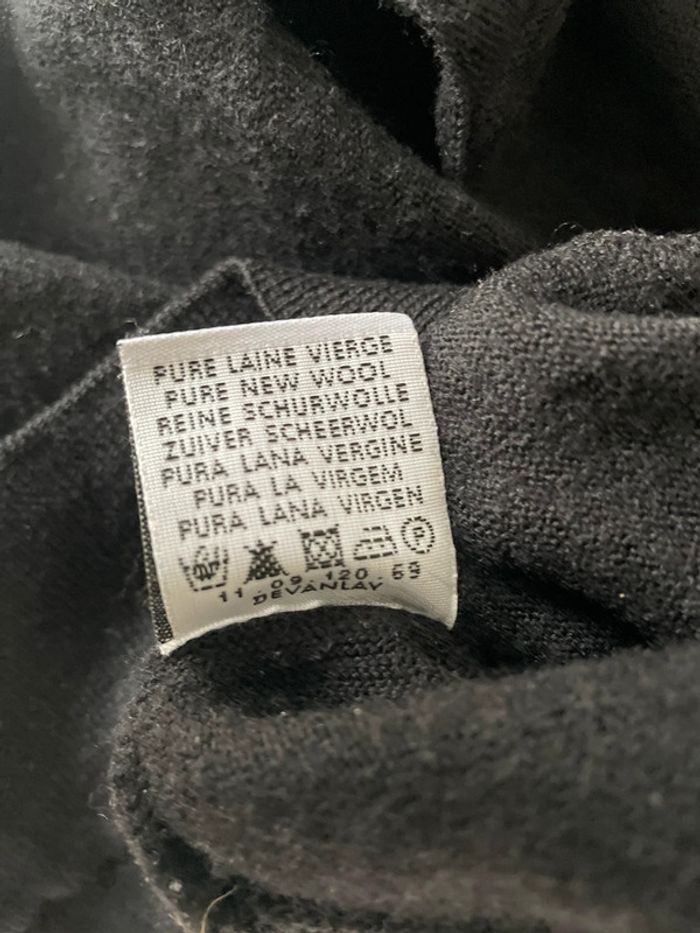 PURE LAINE VIERGE
PURE NEW WOOL
REINE SCHURWOLLE
ZUIVER SCHEERWOL
PURA LANA VERGINE
PURA LA VIRGEM
PURA LANA VIRGEN
P
11.09.120.69
DEVANLAY